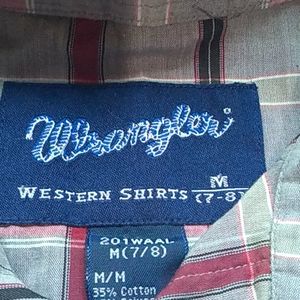 Wrangler®
WESTERN SHIRTS M
(7-8)
201WAAL
M(7/8)
M/M
35% Cotton